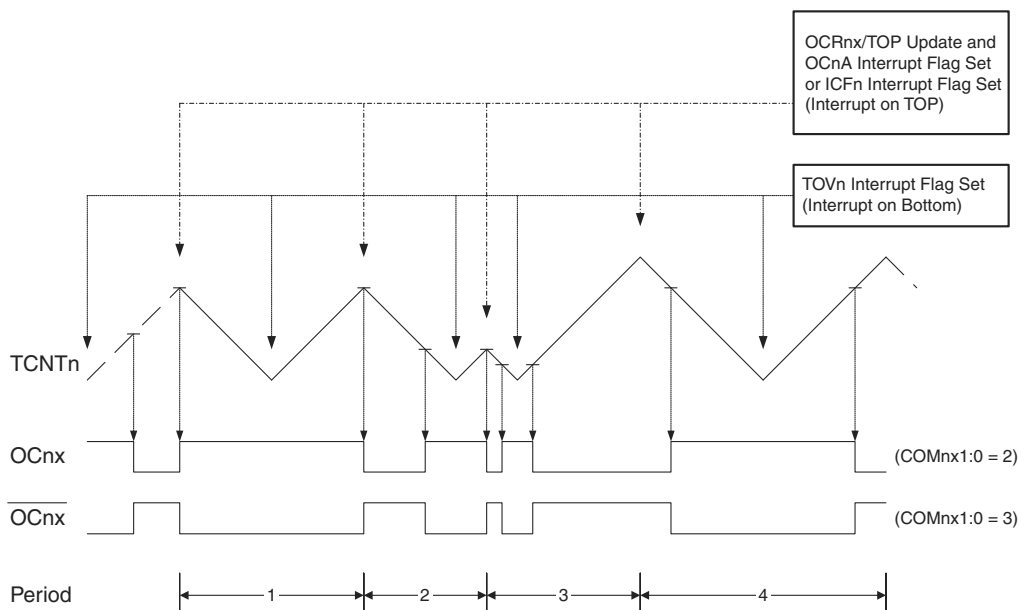 OCRnx/TOP Update and
OCnA Interrupt Flag Set
or ICFn Interrupt Flag Set
(Interrupt on TOP)
TOVn Interrupt Flag Set
(Interrupt on Bottom)
TCNTn
OCnx
(COMnx1:0 = 2)
OCnx
(COMnx1:0 = 3)
Period
1
2
3
4